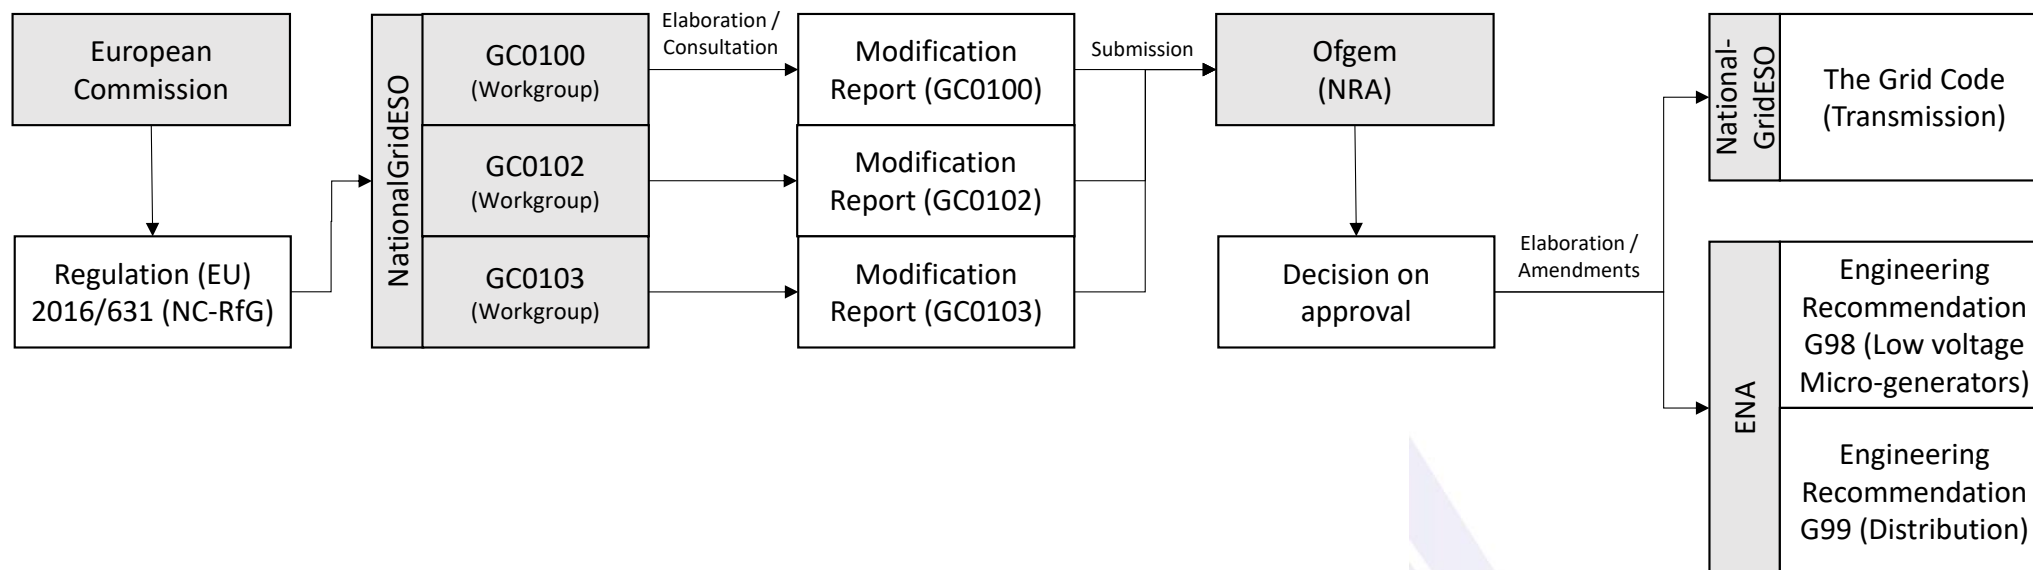 European
Commission
Regulation (EU)
2016/631 (NC-RfG)
NationalGridESO
GC0100
(Workgroup)
GC0102
(Workgroup)
GC0103
(Workgroup)
Elaboration /
Consultation
Modification
Report (GC0100)
Modification
Report (GC0102)
Modification
Report (GC0103)
Submission
Ofgem
(NRA)
Decision on
approval
Elaboration /
Amendments
National-
GridESO
The Grid Code
(Transmission)
ENA
Engineering
Recommendation
G98 (Low voltage
Micro-generators)
Engineering
Recommendation
G99 (Distribution)